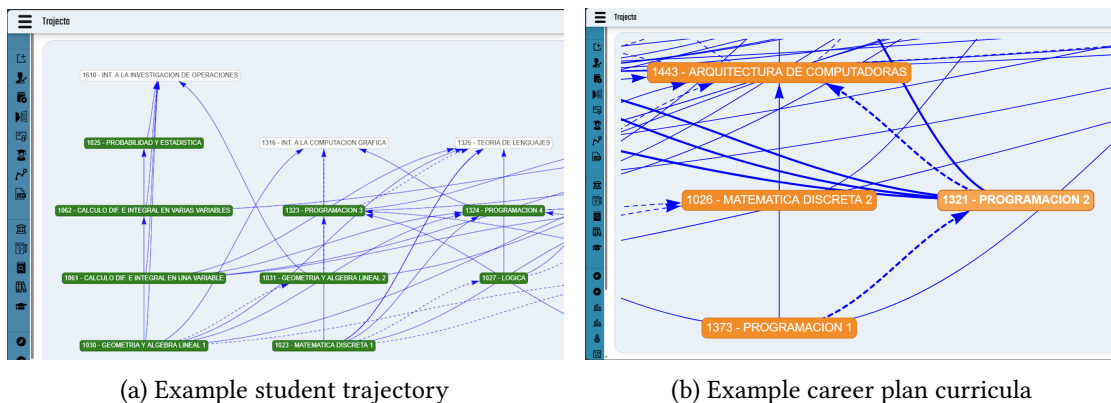 Trajecta
1610 - INT. A LA INVESTIGACION DE OPERACIONES
1025 - PROBABILIDAD Y ESTADISTICA
1316 - INT. A LA COMPUTACION GRAFICA
1325 - TEORIA DE LENGUAJES
1062 - CALCULO DIF. E INTEGRAL EN VARIAS VARIABLES
1323 - PROGRAMACION 3
1324 - PROGRAMACION 4
1061 - CALCULO DIF. E INTEGRAL EN UNA VARIABLE
1031 - GEOMETRIA Y ALGEBRA LINEAL 2
1027 - LOGICA
1030 - GEOMETRIA Y ALGEBRA LINEAL 1
1023 - MATEMATICA DISCRETA 1
(a) Example student trajectory
Trajecta
1443 - ARQUITECTURA DE COMPUTADORAS
1026 - MATEMATICA DISCRETA 2
1321 - PROGRAMACION 2
1373 - PROGRAMACION 1
(b) Example career plan curricula